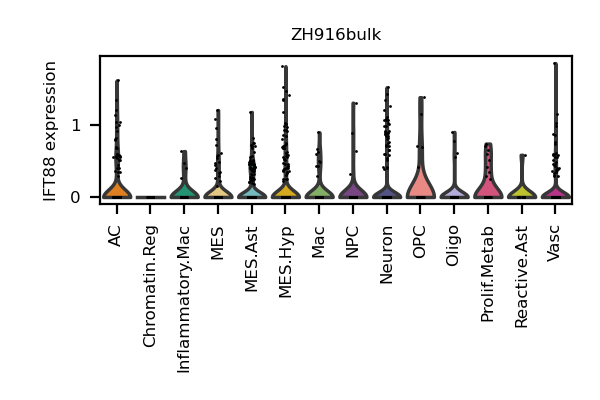 ZH916bulk
IFT88 expression
1
0
AC
Chromatin.Reg
Inflammatory.Mac
MES
MES.Ast
MES.Hyp
Mac
NPC
Neuron
OPC
Oligo
Prolif.Metab
Reactive.Ast
Vasc